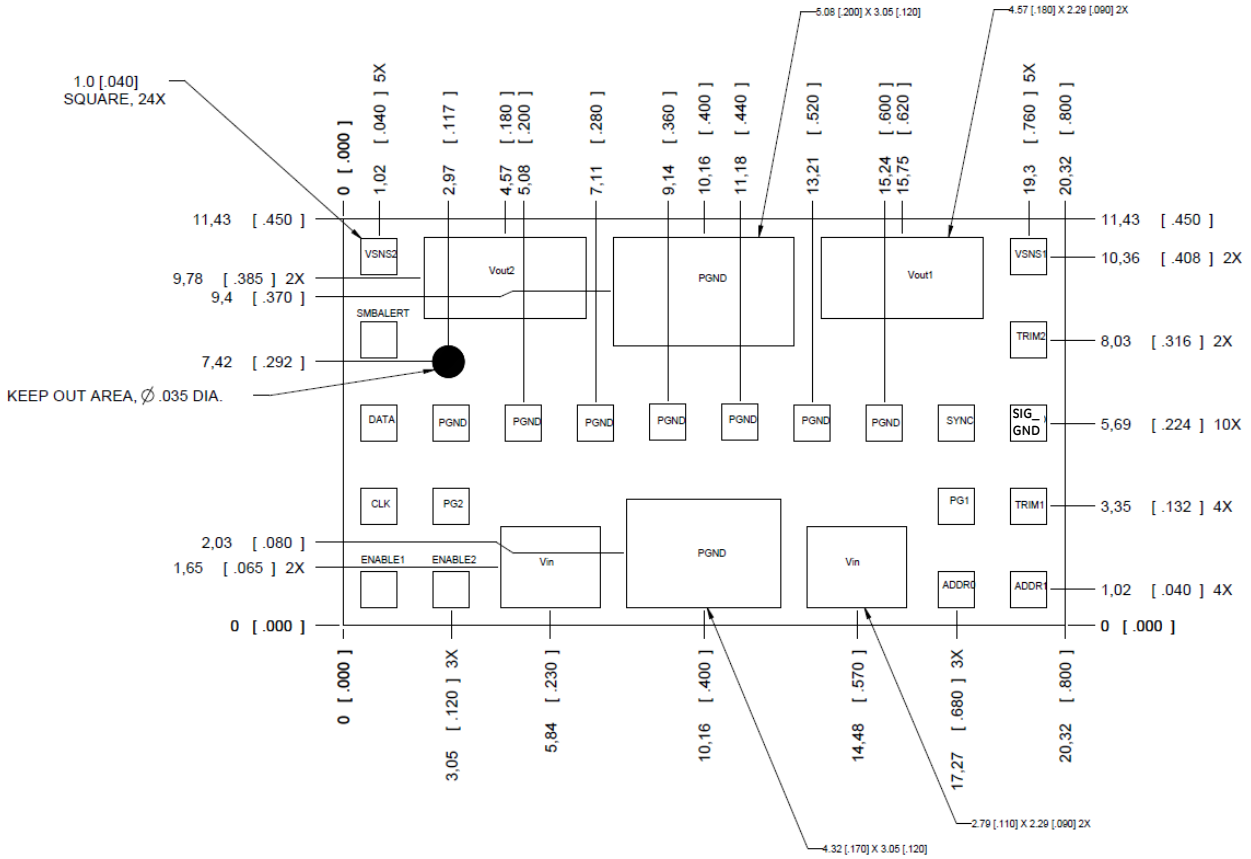 5.08 [.200] X 3.05 [.120]
4.57 [.180] X 2.29 [.090] 2X
1.0 [.040]
SQUARE, 24X
0 [ .000 ]
1,02 [ .040 ] 5X
2,97 [ .117 ]
4,57 [ .180 ]
5,08 [ .200 ]
7,11 [ .280 ]
9,14 [ .360 ]
10,16 [ .400 ]
11,18 [ .440 ]
13,21 [ .520 ]
15,24 [ .600 ]
15,75 [ .620 ]
19,3 [ .760 ] 5X
20,32 [ .800 ]
11,43 [ .450 ]
11,43 [ .450 ]
VSNS2
Vout2
PGND
Vout1
VSNS1
10,36 [ .408 ] 2X
9,78 [ .385 ] 2X
9,4 [ .370 ]
SMBALERT
TRIM2
8,03 [ .316 ] 2X
7,42 [ .292 ]
KEEP OUT AREA, Ø .035 DIA.
DATA
PGND
PGND
PGND
PGND
PGND
PGND
PGND
SYNC
SIG_
GND
5,69 [ .224 ] 10X
CLK
PG2
PG1
TRIM1
3,35 [ .132 ] 4X
2,03 [ .080 ]
1,65 [ .065 ] 2X
ENABLE1
ENABLE2
Vin
PGND
Vin
ADDR0
ADDR1
1,02 [ .040 ] 4X
0 [ .000 ]
0 [ .000 ]
0 [ .000 ]
3,05 [ .120 ] 3X
5,84 [ .230 ]
10,16 [ .400 ]
14,48 [ .570 ]
17,27 [ .680 ] 3X
20,32 [ .800 ]
2.79 [.110] X 2.29 [.090] 2X
4.32 [.170] X 3.05 [.120]